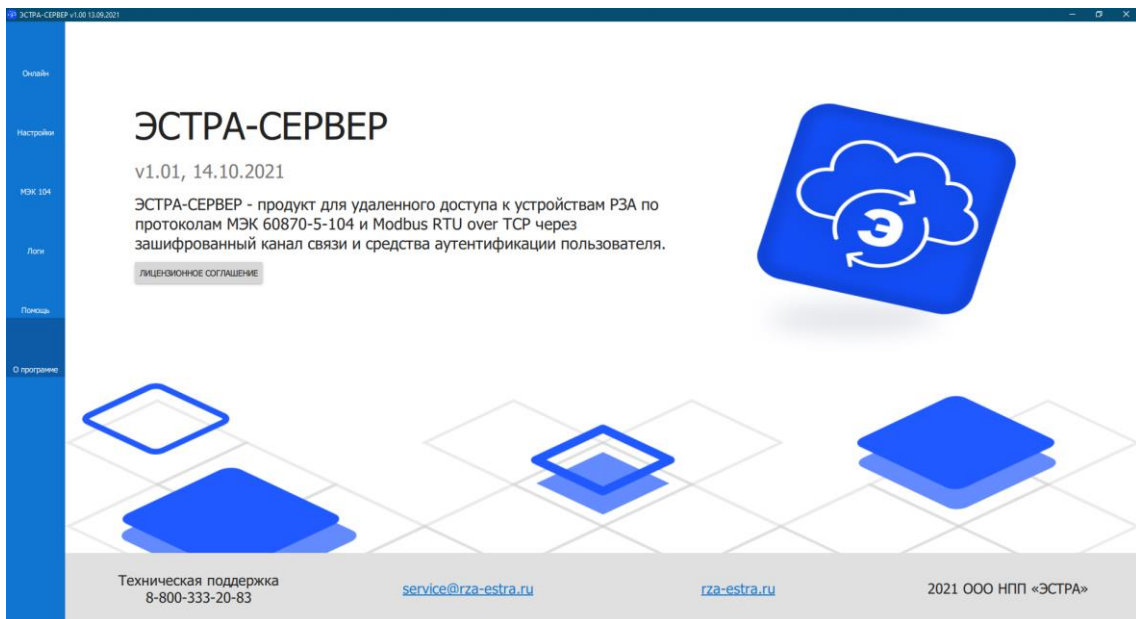 ЭСТРА-СЕРВЕР v1.00 13.09.2021
Онлайн
Настройки
МЭК 104
Логи
Помощь
О программе
ЭСТРА-СЕРВЕР
v1.01, 14.10.2021
ЭСТРА-СЕРВЕР - продукт для удаленного доступа к устройствам РЗА по
протоколам МЭК 60870-5-104 и Modbus RTU over TCP через
зашифрованный канал связи и средства аутентификации пользователя.
ЛИЦЕНЗИОННОЕ СОГЛАШЕНИЕ
Э
Техническая поддержка
8-800-333-20-83
service@rza-estra.ru
rza-estra.ru
2021 ООО НПП «ЭСТРА»